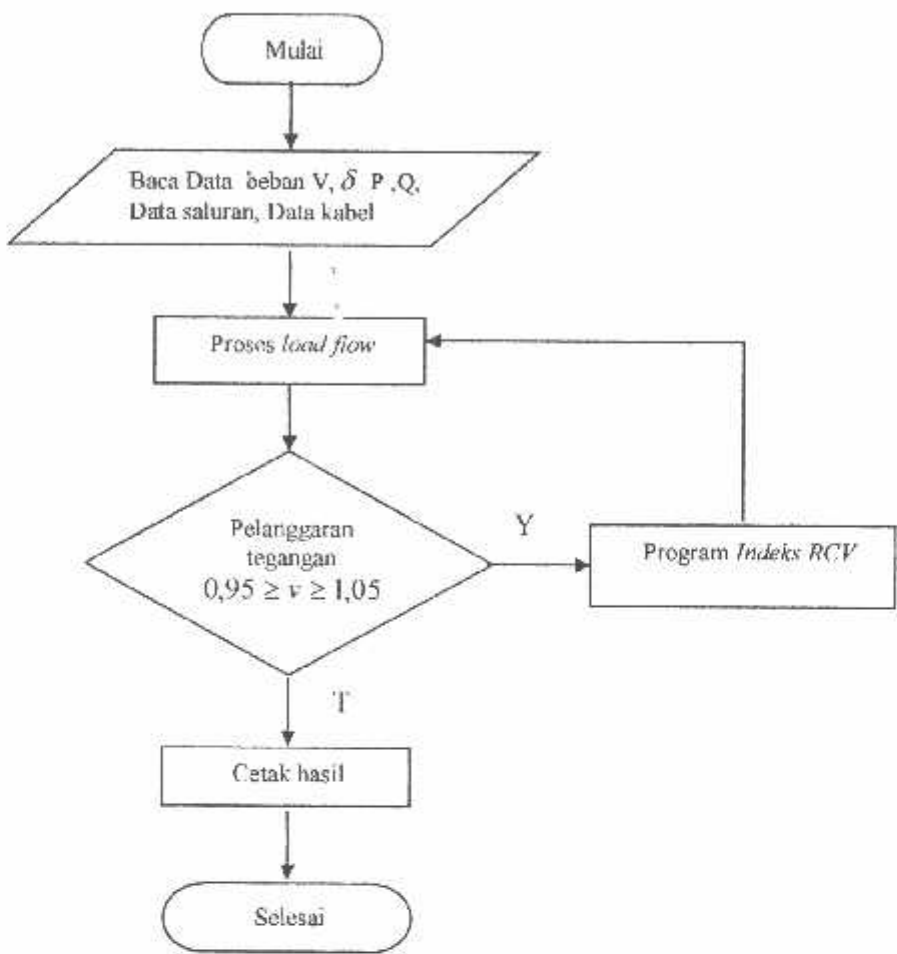 Mulai
Baca Data beban V, δ P ,Q,
Data saluran, Data kabel
Proses load flow
Pelanggaran
tegangan
0,95 ≥ v ≥ 1,05
Y
Program Indeks RCV
T
Cetak hasil
Selesai